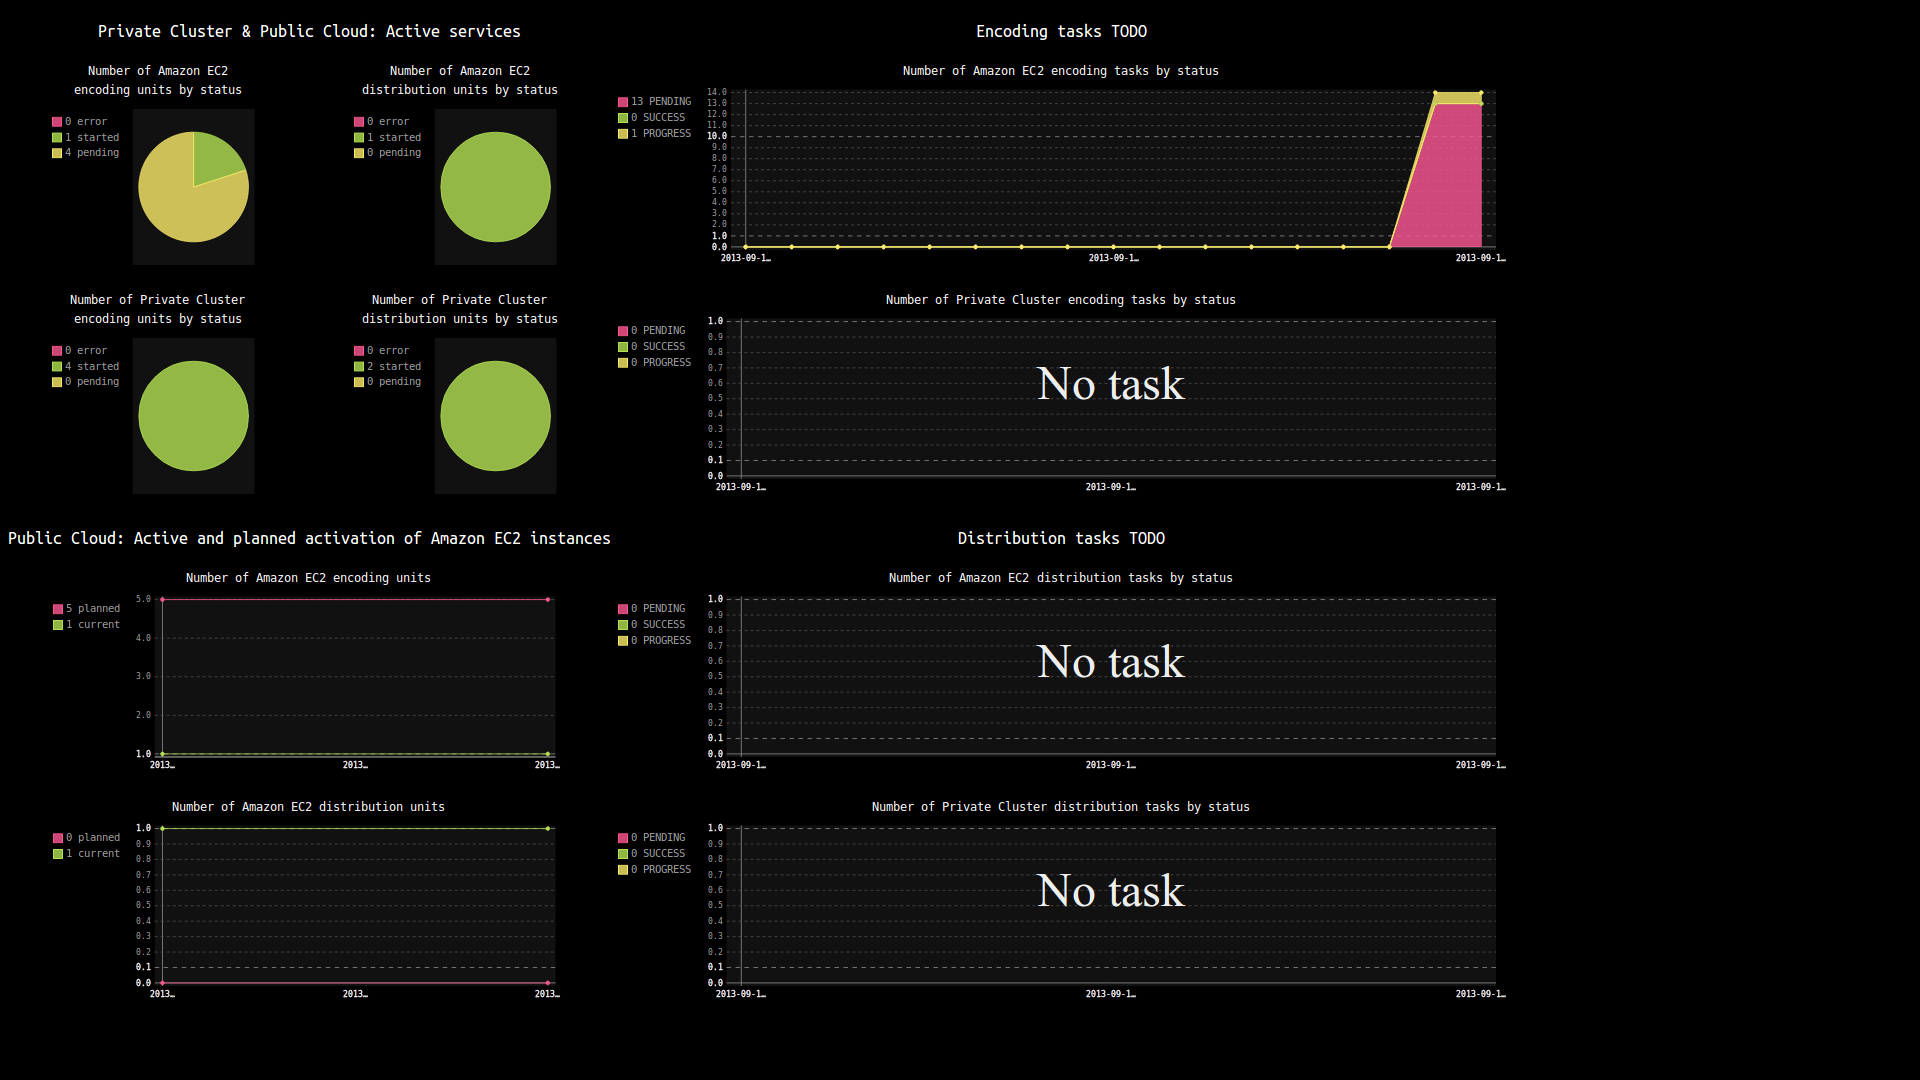 Private Cluster & Public Cloud: Active services
Number of Amazon EC2
encoding units by status
0 error
1 started
4 pending
Number of Amazon EC2
distribution units by status
0 error
1 started
0 pending
Number of Private Cluster
encoding units by status
0 error
4 started
0 pending
Number of Private Cluster
distribution units by status
0 error
2 started
0 pending
Encoding tasks TODO
Number of Amazon EC2 encoding tasks by status
13 PENDING
0 SUCCESS
1 PROGRESS
14.0
13.0
12.0
11.0
10.0
9.0
8.0
7.0
6.0
5.0
4.0
3.0
2.0
1.0
0.0
2013-09-1… 2013-09-1… 2013-09-1…
Number of Private Cluster encoding tasks by status
0 PENDING
0 SUCCESS
0 PROGRESS
1.0
0.9
0.8
0.7
0.6
0.5
0.4
0.3
0.2
0.1
0.0
No task
2013-09-1… 2013-09-1… 2013-09-1…
Public Cloud: Active and planned activation of Amazon EC2 instances
Number of Amazon EC2 encoding units
5 planned
1 current
5.0
4.0
3.0
2.0
1.0
2013… 2013… 2013…
Number of Amazon EC2 distribution units
0 planned
1 current
1.0
0.9
0.8
0.7
0.6
0.5
0.4
0.3
0.2
0.1
0.0
2013… 2013… 2013…
Distribution tasks TODO
Number of Amazon EC2 distribution tasks by status
0 PENDING
0 SUCCESS
0 PROGRESS
1.0
0.9
0.8
0.7
0.6
0.5
0.4
0.3
0.2
0.1
0.0
No task
2013-09-1… 2013-09-1… 2013-09-1…
Number of Private Cluster distribution tasks by status
0 PENDING
0 SUCCESS
0 PROGRESS
1.0
0.9
0.8
0.7
0.6
0.5
0.4
0.3
0.2
0.1
0.0
No task
2013-09-1… 2013-09-1… 2013-09-1…